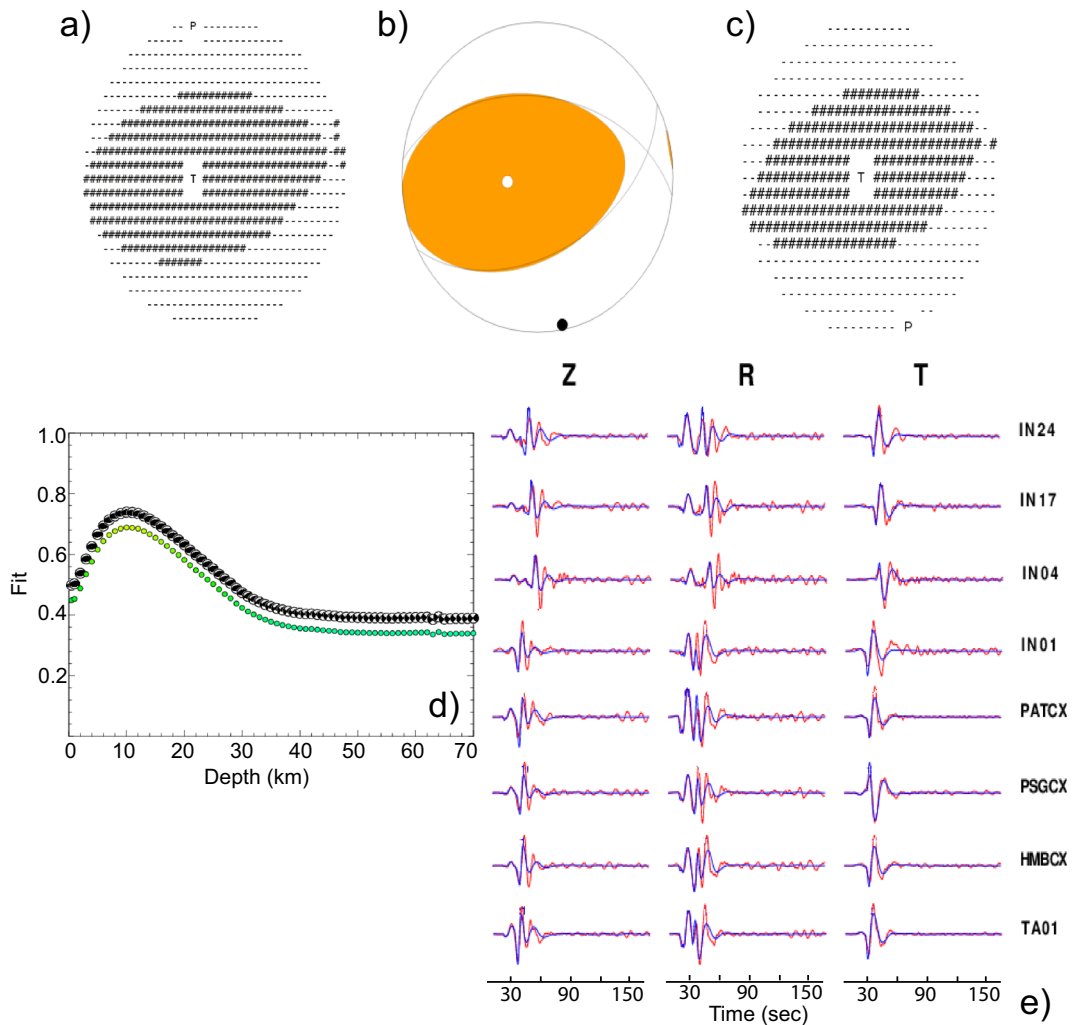 a)
b)
c)
P
T
T
P
Z R T
IN24
IN17
IN04
IN01
PATCX
PSGCX
HMBCX
TA01
1.0
0.8
0.6
0.4
0.2
Fit
0 10 20 30 40 50 60 70
Depth (km)
d)
30 90 150 30 90 150 30 90 150
Time (sec)
e)